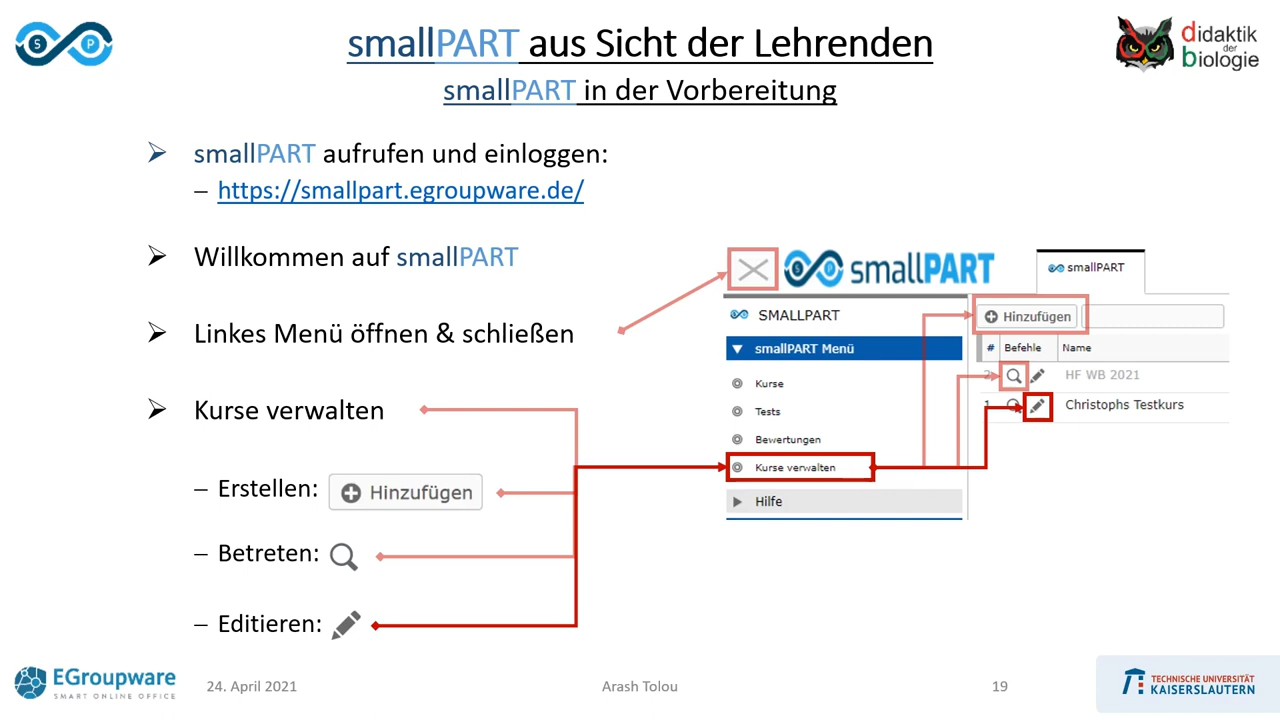 S P
smallPART aus Sicht der Lehrenden
didaktik
der
biologie
smallPART in der Vorbereitung
smallPART aufrufen und einloggen:
– https://smallpart.egroupware.de/
Willkommen auf smallPART
Linkes Menü öffnen & schließen
Kurse verwalten
– Erstellen: Hinzufügen
– Betreten:
– Editieren:
S P smallPART
smallPART
SMALLPART
smallPART Menü
Kurse
Tests
Bewertungen
Kurse verwalten
Hilfe
Hinzufügen
# Befehle Name
2 HF WB 2021
1 Christophs Testkurs
EGroupware
SMART ONLINE OFFICE
24. April 2021
Arash Tolou
19
TECHNISCHE UNIVERSITÄT
KAISERSLAUTERN